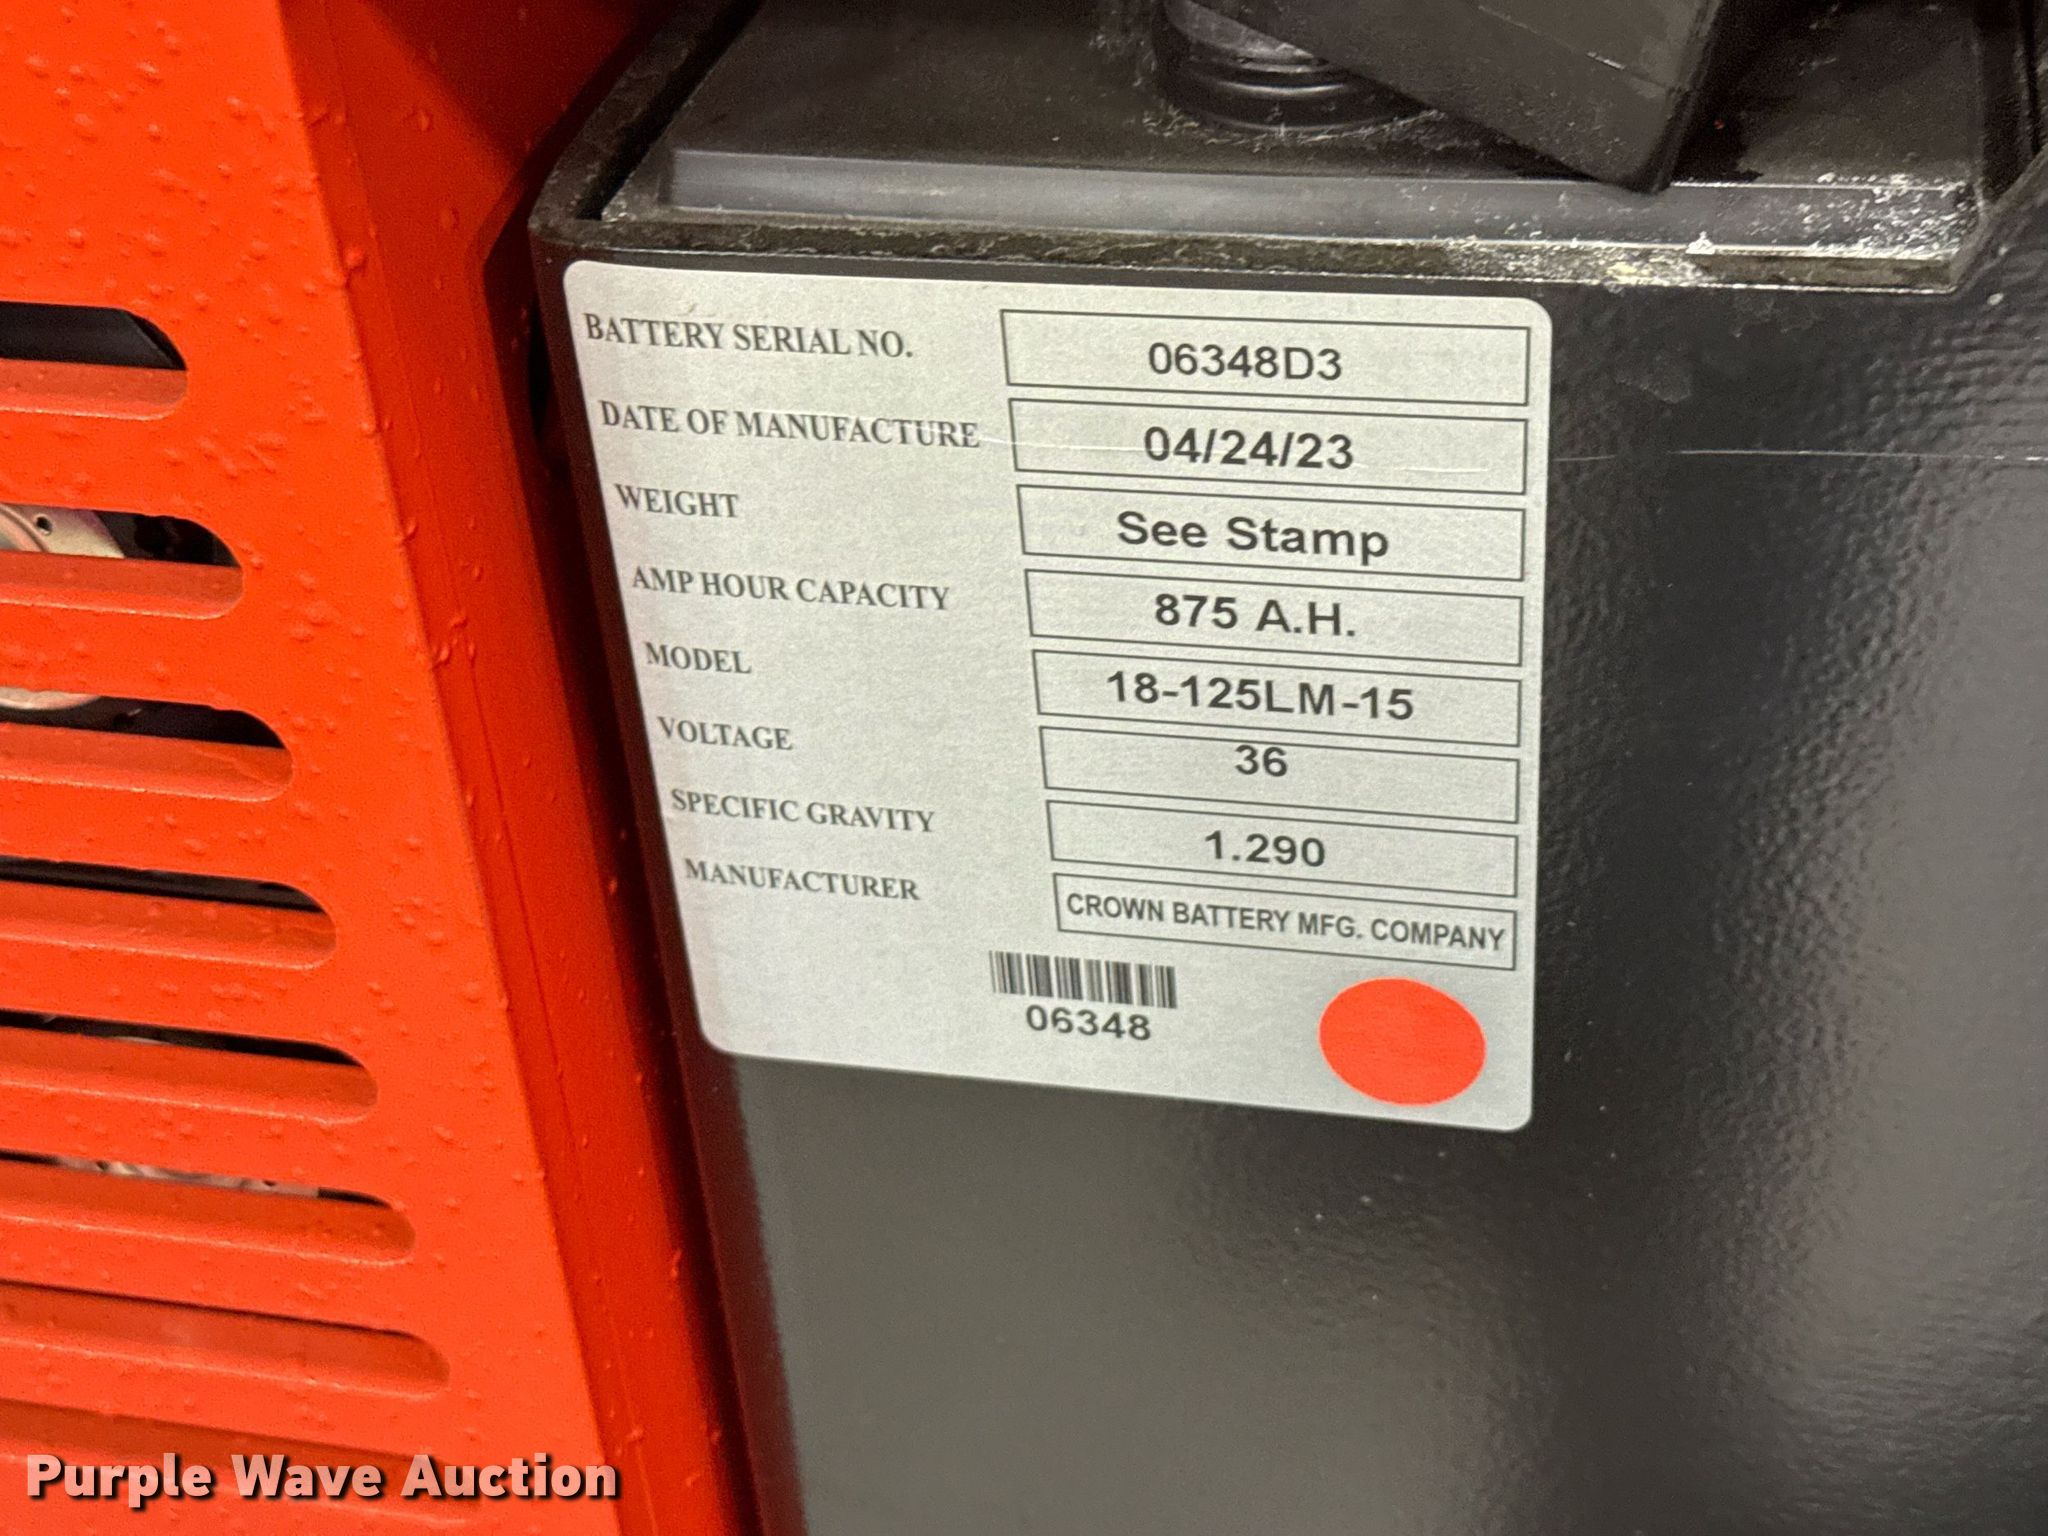 BATTERY SERIAL NO. 06348D3
DATE OF MANUFACTURE 04/24/23
WEIGHT See Stamp
AMP HOUR CAPACITY 875 A.H.
MODEL 18-125LM-15
VOLTAGE 36
SPECIFIC GRAVITY 1.290
MANUFACTURER CROWN BATTERY MFG. COMPANY
06348
Purple Wave Auction